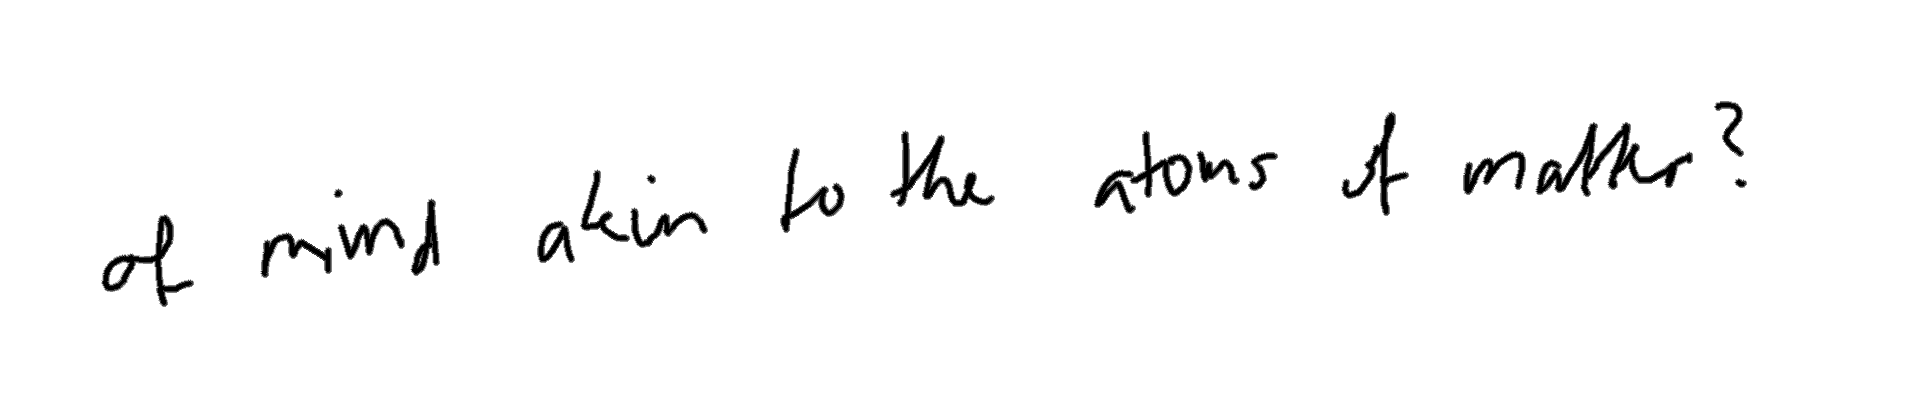 of mind akin to the atoms of matter?